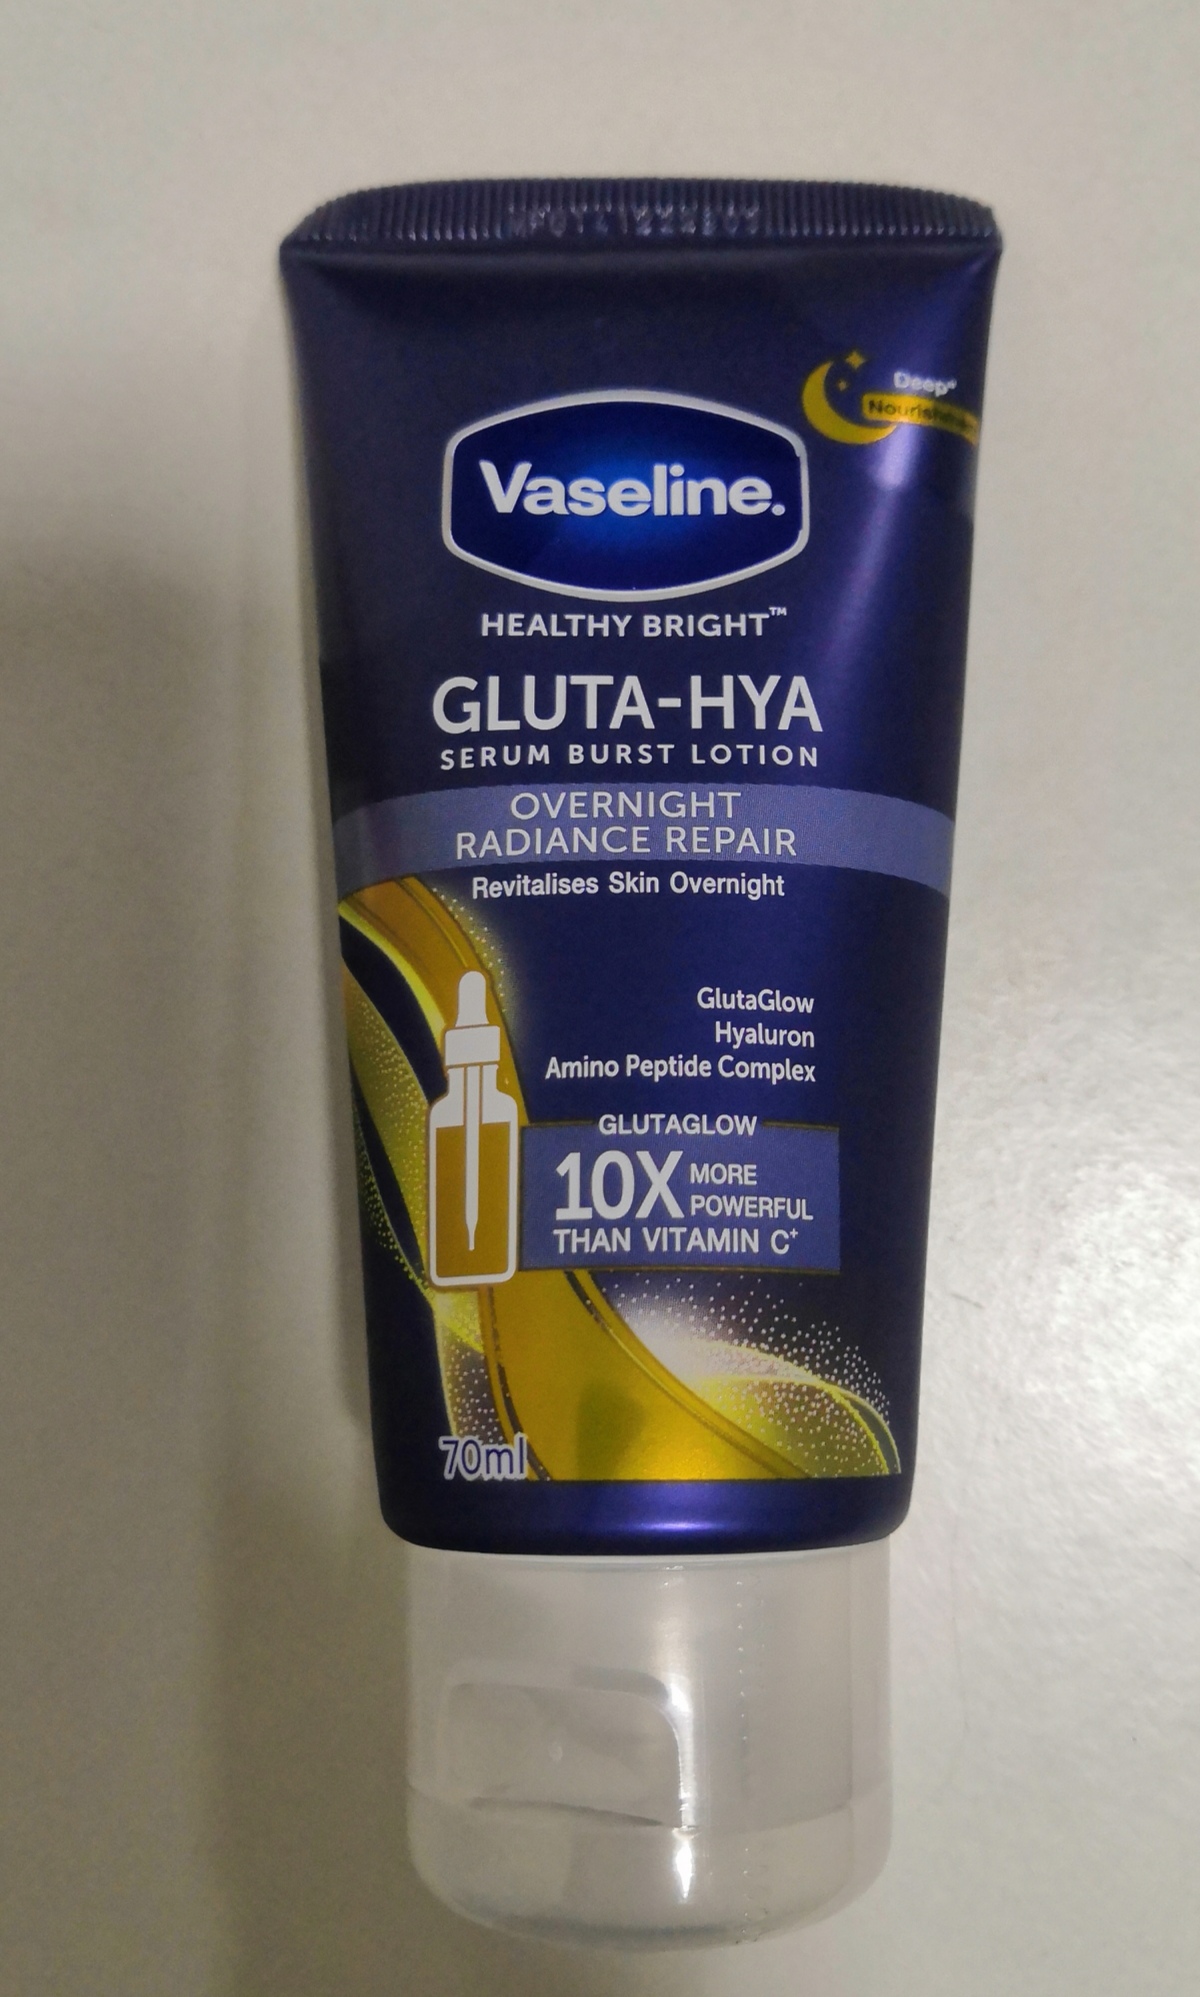 Deep*
Nourishment
Vaseline.
HEALTHY BRIGHT™
GLUTA-HYA
SERUM BURST LOTION
OVERNIGHT
RADIANCE REPAIR
Revitalises Skin Overnight
GlutaGlow
Hyaluron
Amino Peptide Complex
GLUTAGLOW
10X MORE
POWERFUL
THAN VITAMIN C⁺
70ml